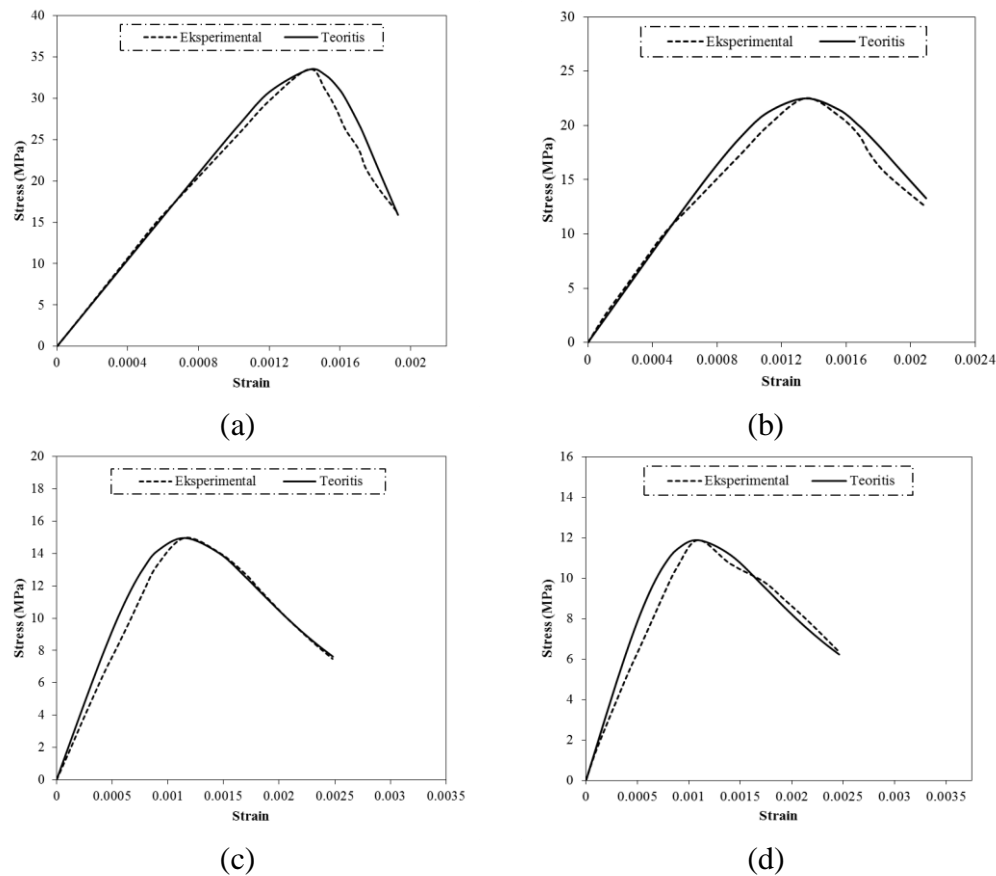 40
35
30
25
20
15
10
5
0
Stress (MPa)
Eksperimental Teoritis
0 0.0004 0.0008 0.0012 0.0016 0.002
Strain
(a)
30
25
20
15
10
5
0
Stress (MPa)
Eksperimental Teoritis
0 0.0004 0.0008 0.0012 0.0016 0.002 0.0024
Strain
(b)
20
18
16
14
12
10
8
6
4
2
0
Stress (MPa)
Eksperimental Teoritis
0 0.0005 0.001 0.0015 0.002 0.0025 0.003 0.0035
Strain
(c)
16
14
12
10
8
6
4
2
0
Stress (MPa)
Eksperimental Teoritis
0 0.0005 0.001 0.0015 0.002 0.0025 0.003 0.0035
Strain
(d)